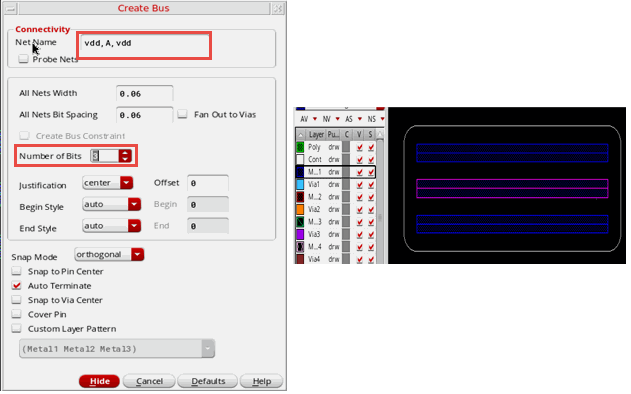 Create Bus
Connectivity
Net Name vdd,A,vdd
Probe Nets
All Nets Width 0.06
All Nets Bit Spacing 0.06 Fan Out to Vias
Create Bus Constraint
Number of Bits 3
Justification center Offset 0
Begin Style auto Begin 0
End Style auto End 0
Snap Mode orthogonal
Snap to Pin Center
Auto Terminate
Snap to Via Center
Cover Pin
Custom Layer Pattern
(Metal1 Metal2 Metal3)
Hide Cancel Defaults Help
AV NV AS NS
Layer Pu... C V S
Poly drw
Cont drw
M...1 drw
Via1 drw
M...2 drw
Via2 drw
M...3 drw
Via3 drw
M...4 drw
Via4 drw